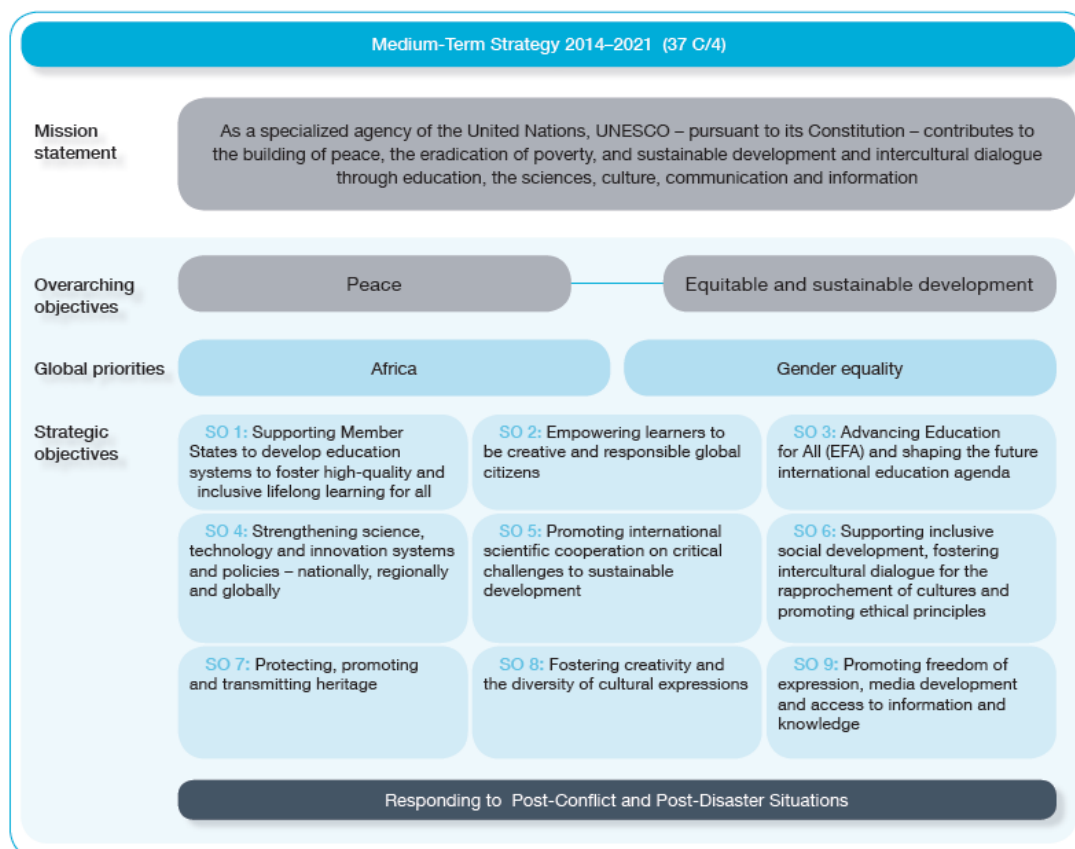 Medium-Term Strategy 2014–2021 (37 C/4)
Mission
statement
As a specialized agency of the United Nations, UNESCO – pursuant to its Constitution – contributes to
the building of peace, the eradication of poverty, and sustainable development and intercultural dialogue
through education, the sciences, culture, communication and information
Overarching
objectives
Peace
Equitable and sustainable development
Global priorities
Africa
Gender equality
Strategic
objectives
SO 1: Supporting Member
States to develop education
systems to foster high-quality and
inclusive lifelong learning for all
SO 2: Empowering learners to
be creative and responsible global
citizens
SO 3: Advancing Education
for All (EFA) and shaping the future
international education agenda
SO 4: Strengthening science,
technology and innovation systems
and policies – nationally, regionally
and globally
SO 5: Promoting international
scientific cooperation on critical
challenges to sustainable
development
SO 6: Supporting inclusive
social development, fostering
intercultural dialogue for the
rapprochement of cultures and
promoting ethical principles
SO 7: Protecting, promoting
and transmitting heritage
SO 8: Fostering creativity and
the diversity of cultural expressions
SO 9: Promoting freedom of
expression, media development
and access to information and
knowledge
Responding to Post-Conflict and Post-Disaster Situations